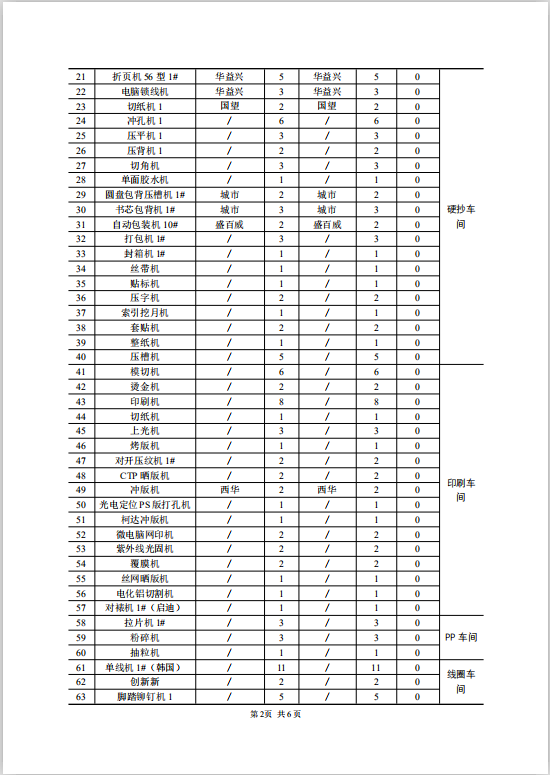 21 折页机 56 型 1# 华益兴 5 华益兴 5 0
22 电脑锁线机 华益兴 3 华益兴 3 0
23 切纸机 1 国望 2 国望 2 0
24 冲孔机 1 / 6 / 6 0
25 压平机 1 / 3 / 3 0
26 压背机 1 / 2 / 2 0
27 切角机 / 3 / 3 0
28 单面胶水机 / 1 / 1 0
29 圆盘包背压槽机 1# 城市 2 城市 2 0
30 书芯包背机 1# 城市 3 城市 3 0
硬抄车
间
31 自动包装机 10# 盛百威 2 盛百威 2 0
32 打包机 1# / 3 / 3 0
33 封箱机 1# / 1 / 1 0
34 丝带机 / 1 / 1 0
35 贴标机 / 1 / 1 0
36 压字机 / 2 / 2 0
37 索引挖月机 / 1 / 1 0
38 套贴机 / 2 / 2 0
39 整纸机 / 1 / 1 0
40 压槽机 / 5 / 5 0
41 模切机 / 6 / 6 0
42 烫金机 / 2 / 2 0
43 印刷机 / 8 / 8 0
44 切纸机 / 1 / 1 0
45 上光机 / 3 / 3 0
46 烤版机 / 1 / 1 0
47 对开压纹机 1# / 2 / 2 0
48 CTP 晒版机 / 2 / 2 0
49 冲版机 西华 2 西华 2 0
印刷车
间
50 光电定位 PS 版打孔机 / 1 / 1 0
51 柯达冲版机 / 1 / 1 0
52 微电脑网印机 / 2 / 2 0
53 紫外线光固机 / 2 / 2 0
54 覆膜机 / 2 / 2 0
55 丝网晒版机 / 1 / 1 0
56 电化铝切割机 / 1 / 1 0
57 对裱机 1#（启迪） / 1 / 1 0
58 拉片机 1# / 3 / 3 0
59 粉碎机 / 3 / 3 0
PP 车间
60 抽粒机 / 1 / 1 0
61 单线机 1#（韩国） / 11 / 11 0
62 创新新 / 2 / 2 0
线圈车
间
63 脚踏铆钉机 1 / 5 / 5 0
第 2页 共 6 页